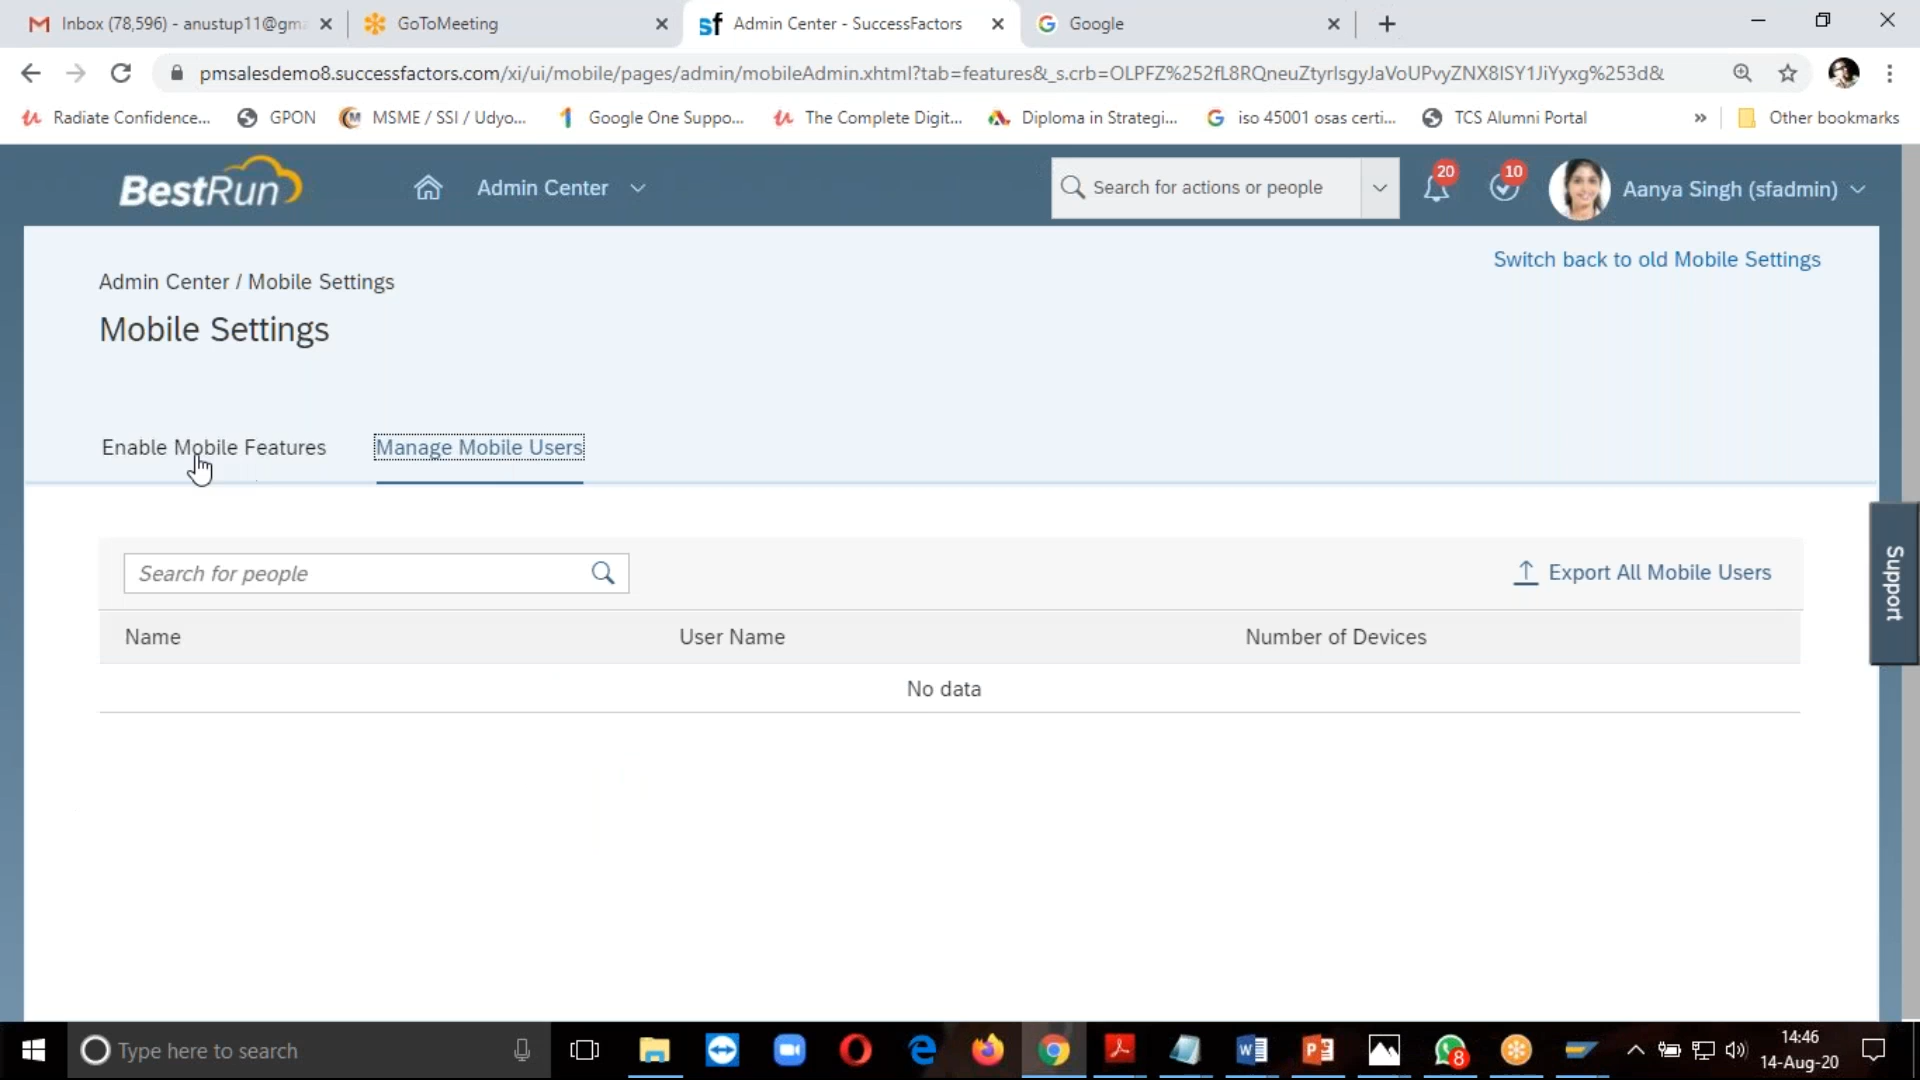 Inbox (78,596) - anustup11@gma
GoToMeeting
sf Admin Center - SuccessFactors
Google
pmsalesdemo8.successfactors.com/xi/ui/mobile/pages/admin/mobileAdmin.xhtml?tab=features&_s.crb=OLPFZ%252fL8RQneuZtyrlsgyJaVoUPvyZNX8lSY1JiYyxg%253d&
Radiate Confidence...
GPON
MSME / SSI / Udyo...
Google One Suppo...
The Complete Digit...
Diploma in Strategi...
iso 45001 osas certi...
TCS Alumni Portal
»
Other bookmarks
BestRun
Admin Center
Search for actions or people
20
10
Aanya Singh (sfadmin)
Switch back to old Mobile Settings
Admin Center / Mobile Settings
Mobile Settings
Enable Mobile Features
Manage Mobile Users
Support
Search for people
Export All Mobile Users
Name
User Name
Number of Devices
No data
Type here to search
8
14:46
14-Aug-20